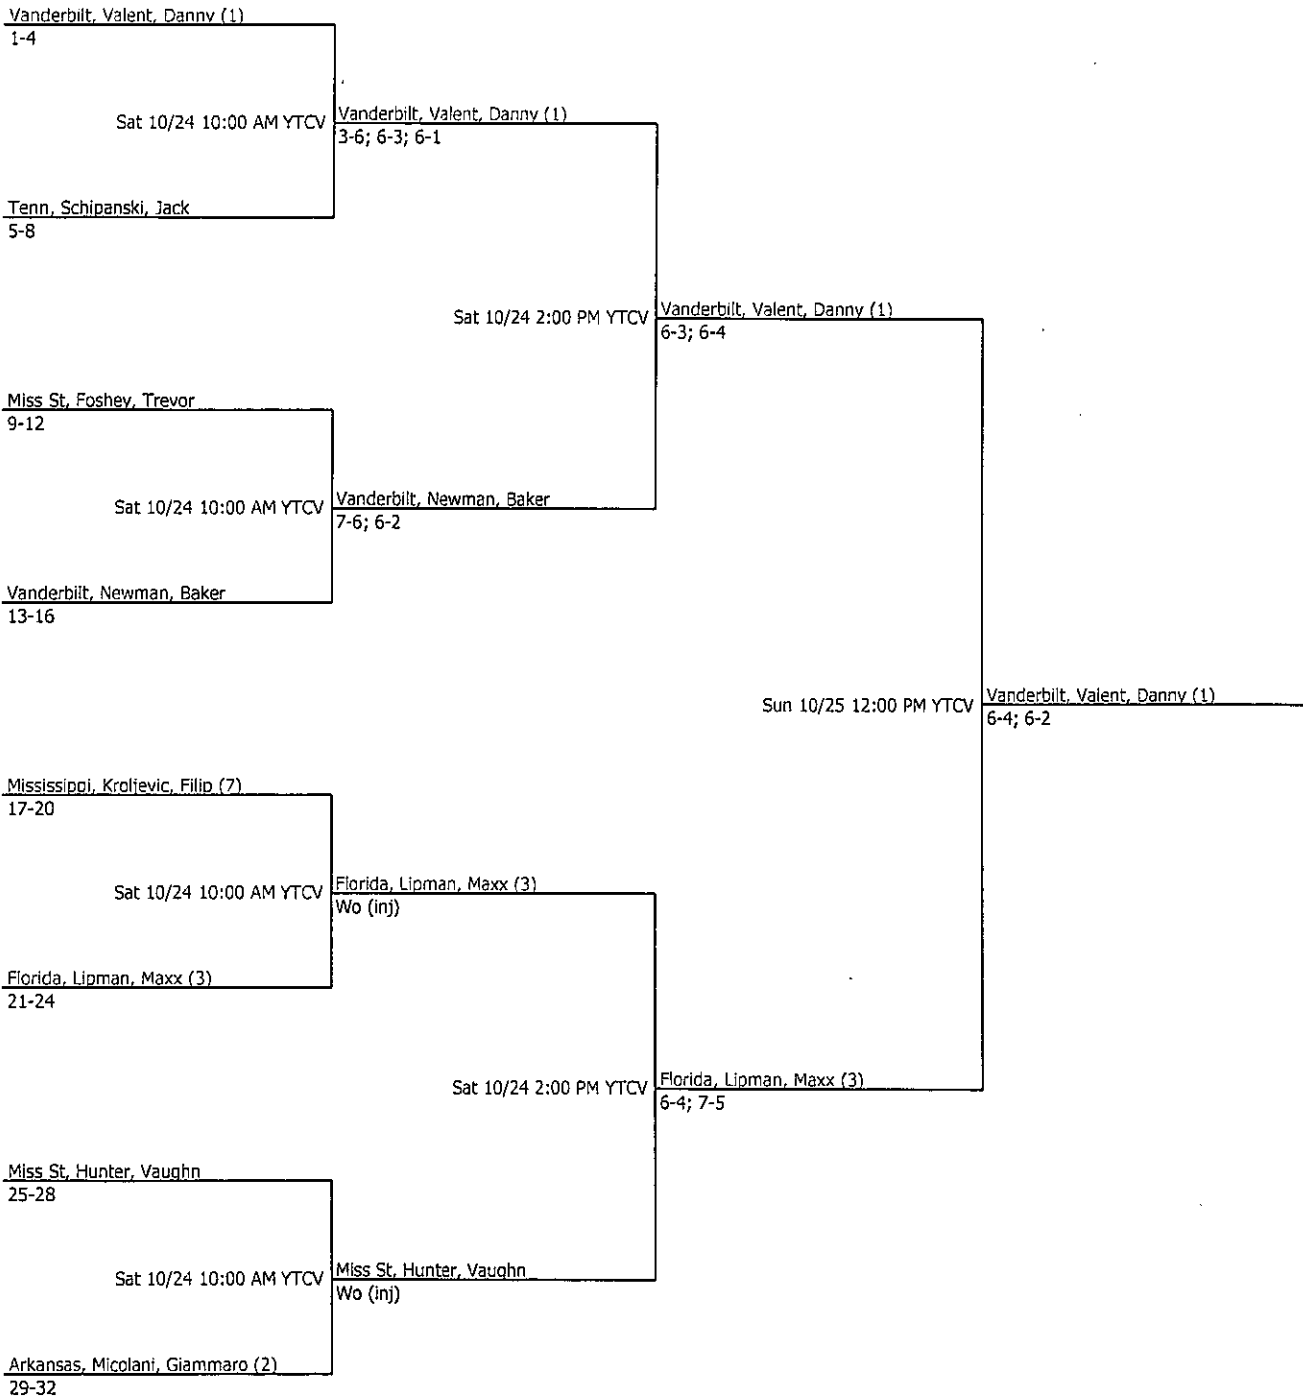 Vanderbilt, Valent, Danny (1)
1-4
Sat 10/24 10:00 AM YTCV
Vanderbilt, Valent, Danny (1)
3-6; 6-3; 6-1
Tenn, Schipanski, Jack
5-8
Sat 10/24 2:00 PM YTCV
Vanderbilt, Valent, Danny (1)
6-3; 6-4
Miss St, Foshey, Trevor
9-12
Sat 10/24 10:00 AM YTCV
Vanderbilt, Newman, Baker
7-6; 6-2
Vanderbilt, Newman, Baker
13-16
Sun 10/25 12:00 PM YTCV
Vanderbilt, Valent, Danny (1)
6-4; 6-2
Mississippi, Kroljevic, Filip (7)
17-20
Sat 10/24 10:00 AM YTCV
Florida, Lipman, Maxx (3)
Wo (inj)
Florida, Lipman, Maxx (3)
21-24
Sat 10/24 2:00 PM YTCV
Florida, Lipman, Maxx (3)
6-4; 7-5
Miss St, Hunter, Vaughn
25-28
Sat 10/24 10:00 AM YTCV
Miss St, Hunter, Vaughn
Wo (inj)
Arkansas, Micolani, Giammaro (2)
29-32